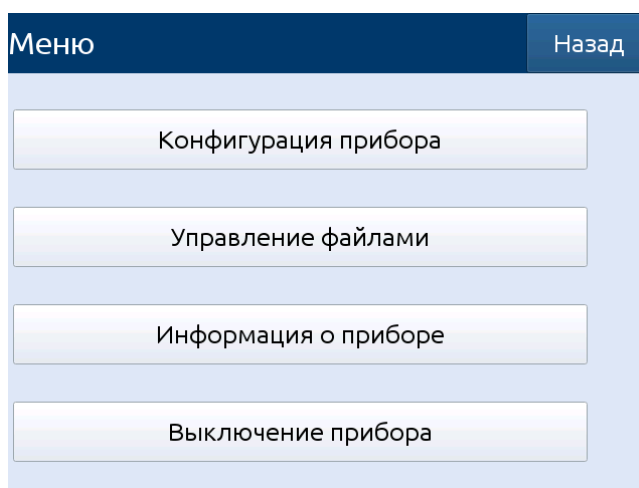 Меню
Назад
Конфигурация прибора
Управление файлами
Информация о приборе
Выключение прибора